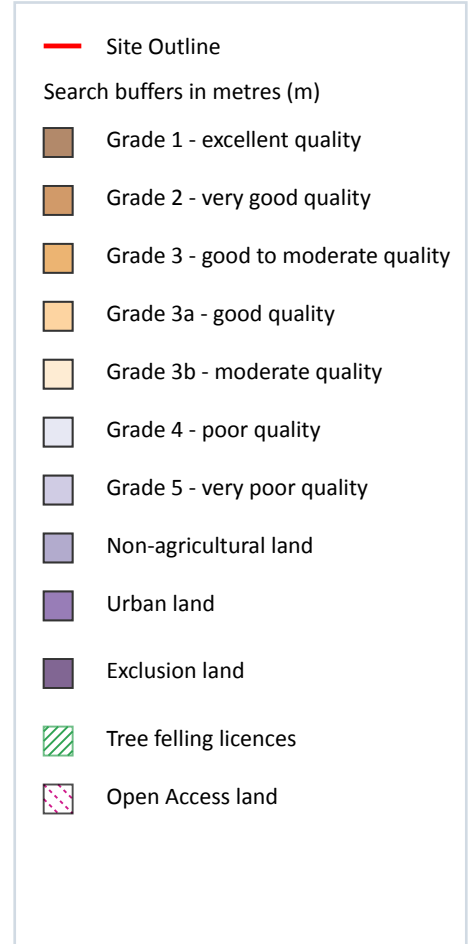 Site Outline
Search buffers in metres (m)
Grade 1 - excellent quality
Grade 2 - very good quality
Grade 3 - good to moderate quality
Grade 3a - good quality
Grade 3b - moderate quality
Grade 4 - poor quality
Grade 5 - very poor quality
Non-agricultural land
Urban land
Exclusion land
Tree felling licences
Open Access land